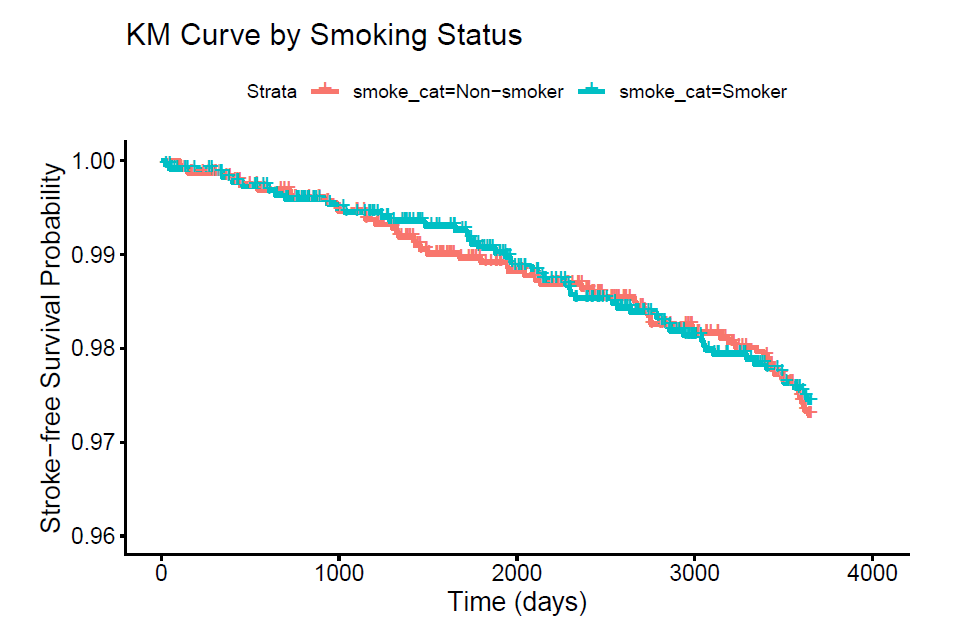 KM Curve by Smoking Status
Strata smoke_cat=Non−smoker smoke_cat=Smoker
Stroke−free Survival Probability
1.00
0.99
0.98
0.97
0.96
0 1000 2000 3000 4000
Time (days)